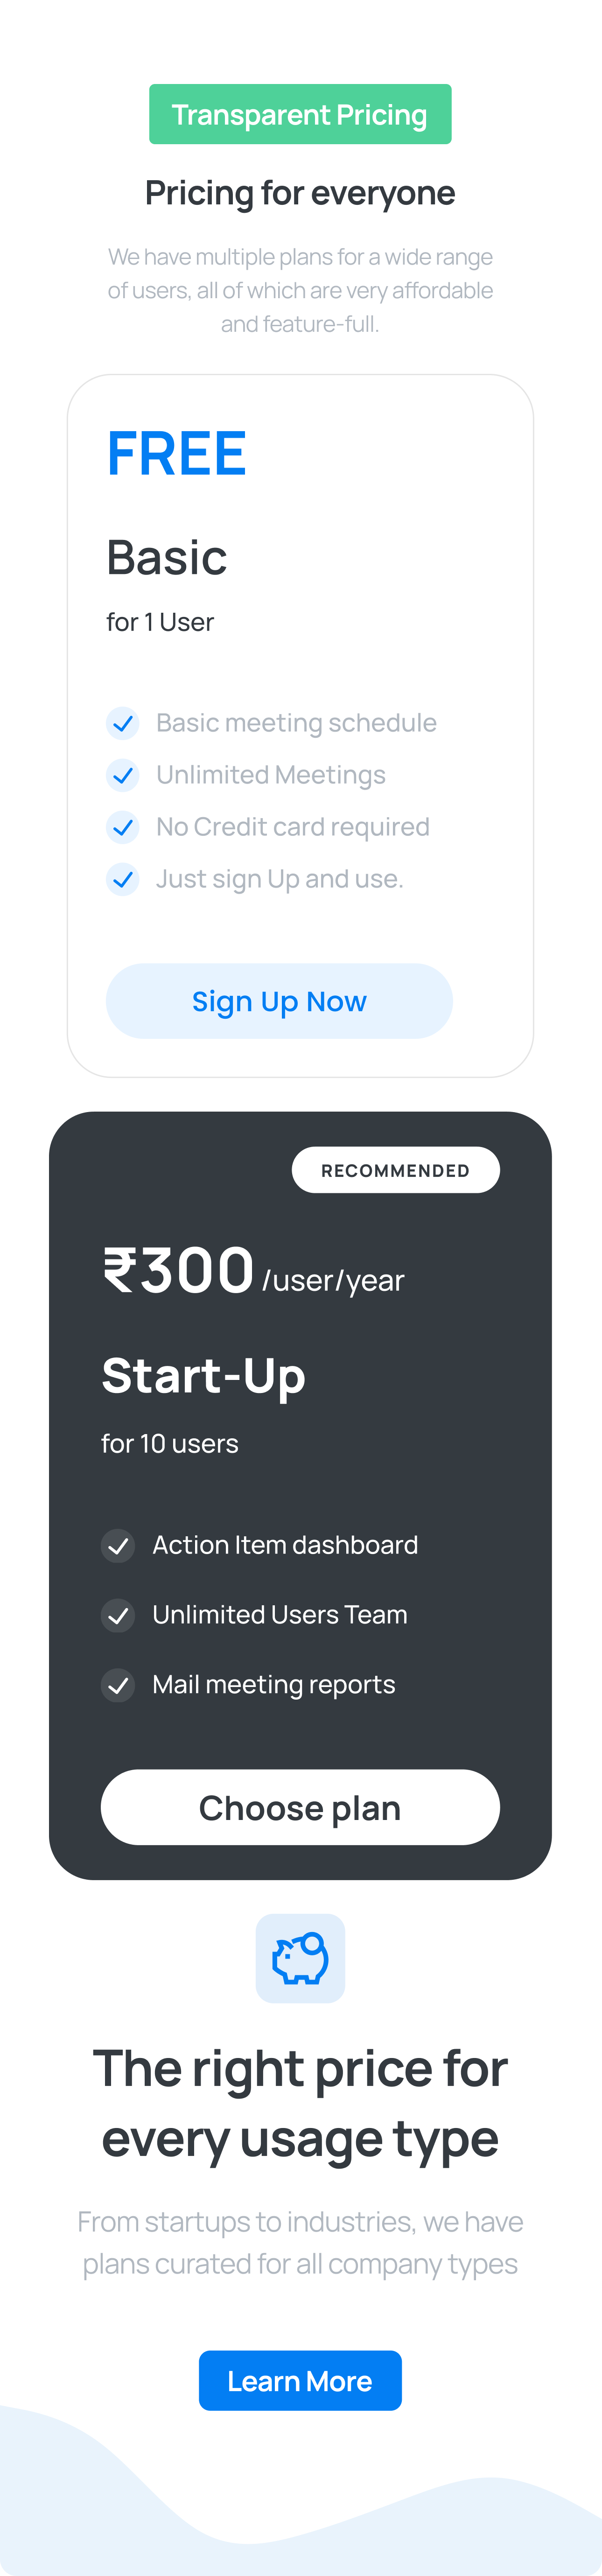 Transparent Pricing
Pricing for everyone
We have multiple plans for a wide range
of users, all of which are very affordable
and feature-full.
FREE
Basic
for 1 User
Basic meeting schedule
Unlimited Meetings
No Credit card required
Just sign Up and use.
Sign Up Now
RECOMMENDED
₹300 /user/year
Start-Up
for 10 users
Action Item dashboard
Unlimited Users Team
Mail meeting reports
Choose plan
The right price for
every usage type
From startups to industries, we have
plans curated for all company types
Learn More